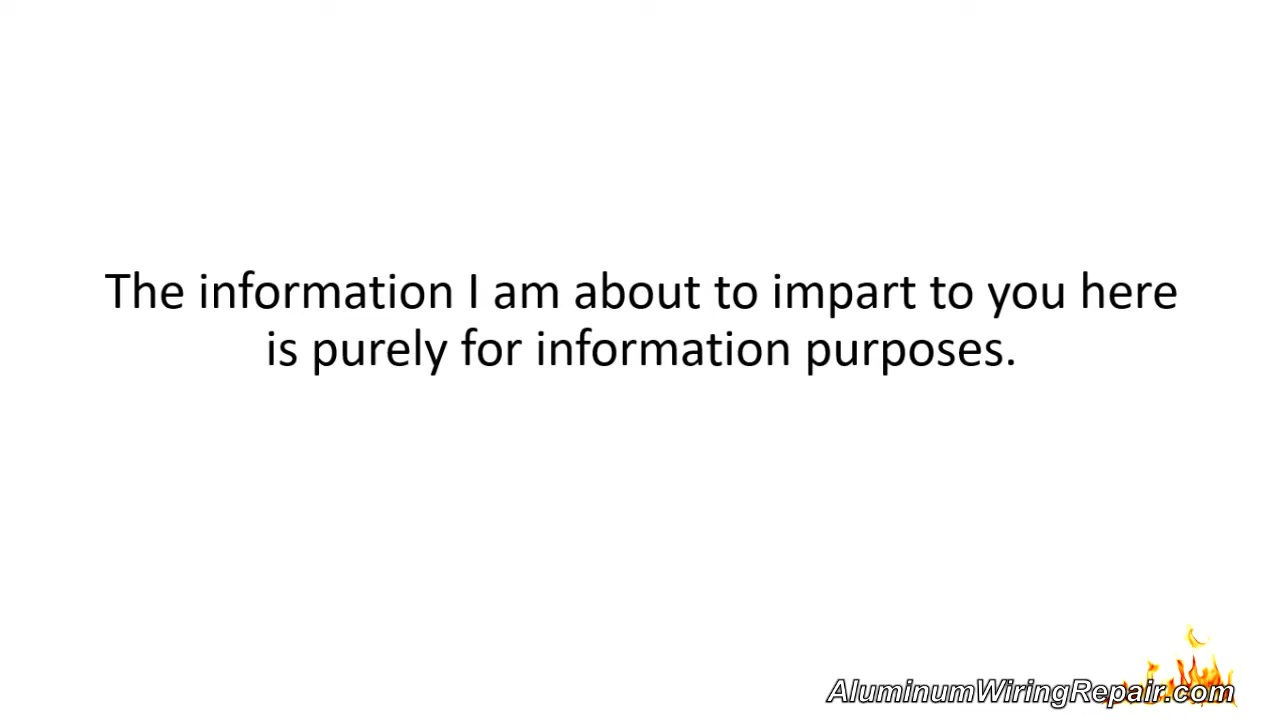 The information I am about to impart to you here
is purely for information purposes.
AluminumWiringRepair.com